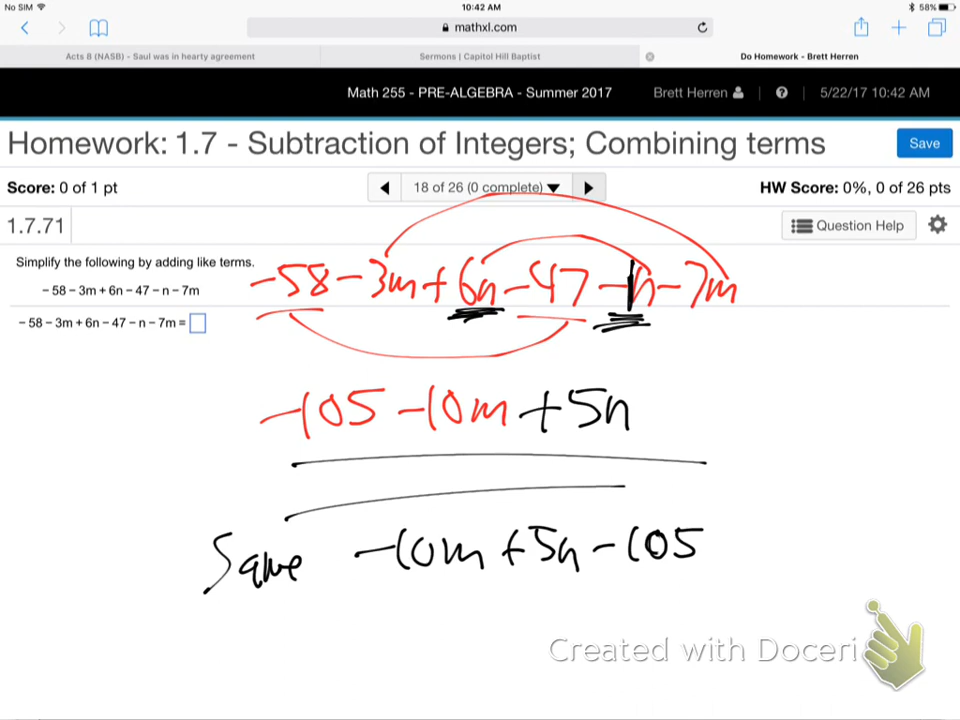 No SIM 10:42 AM 58%
mathxl.com
Acts 8 (NASB) - Saul was in hearty agreement Sermons | Capitol Hill Baptist Do Homework - Brett Herren
Math 255 - PRE-ALGEBRA - Summer 2017 Brett Herren | ? | 5/22/17 10:42 AM
Homework: 1.7 - Subtraction of Integers; Combining terms Save
Score: 0 of 1 pt 18 of 26 (0 complete) HW Score: 0%, 0 of 26 pts
1.7.71 Question Help
Simplify the following by adding like terms.
− 58 − 3m + 6n − 47 − n − 7m
− 58 − 3m + 6n − 47 − n − 7m =
-58 - 3m + 6n - 47 - 1n - 7m
-105 - 10m + 5n
Same -10m + 5n - 105
Created with Doceri